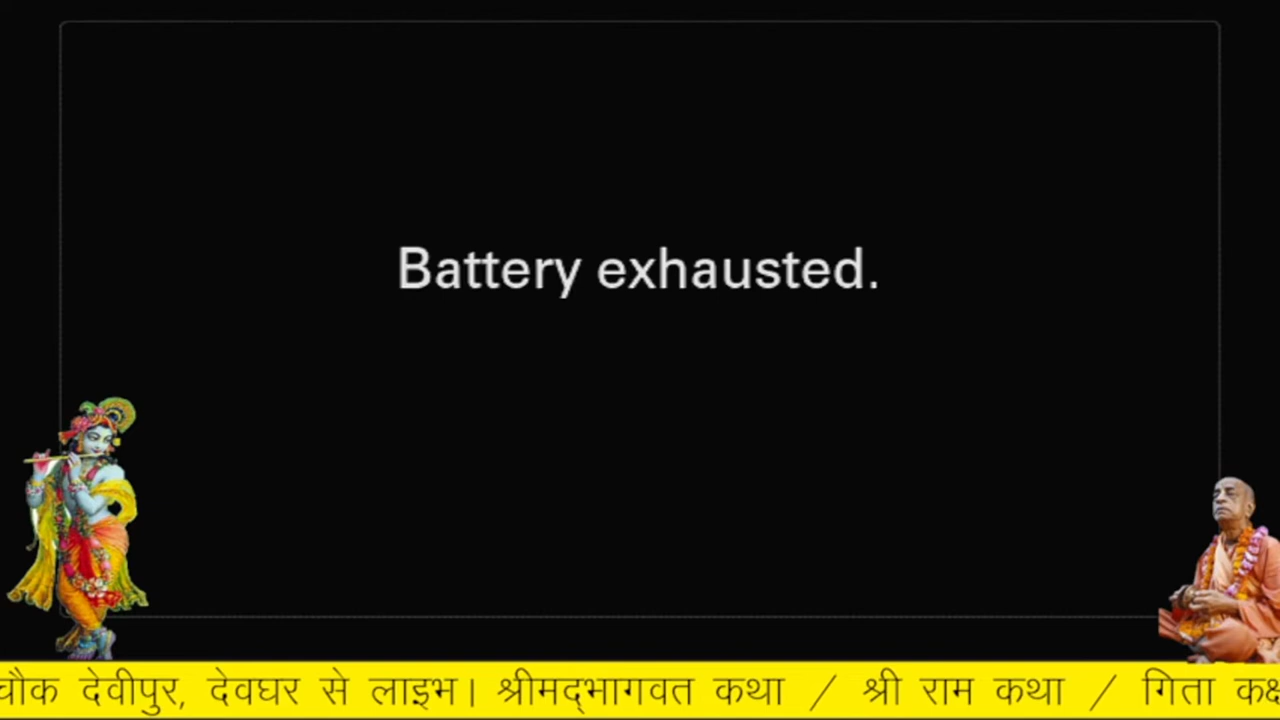 Battery exhausted.
चौक देवीपुर, देवघर से लाइभ। श्रीमद्भागवत कथा / श्री राम कथा / गिता